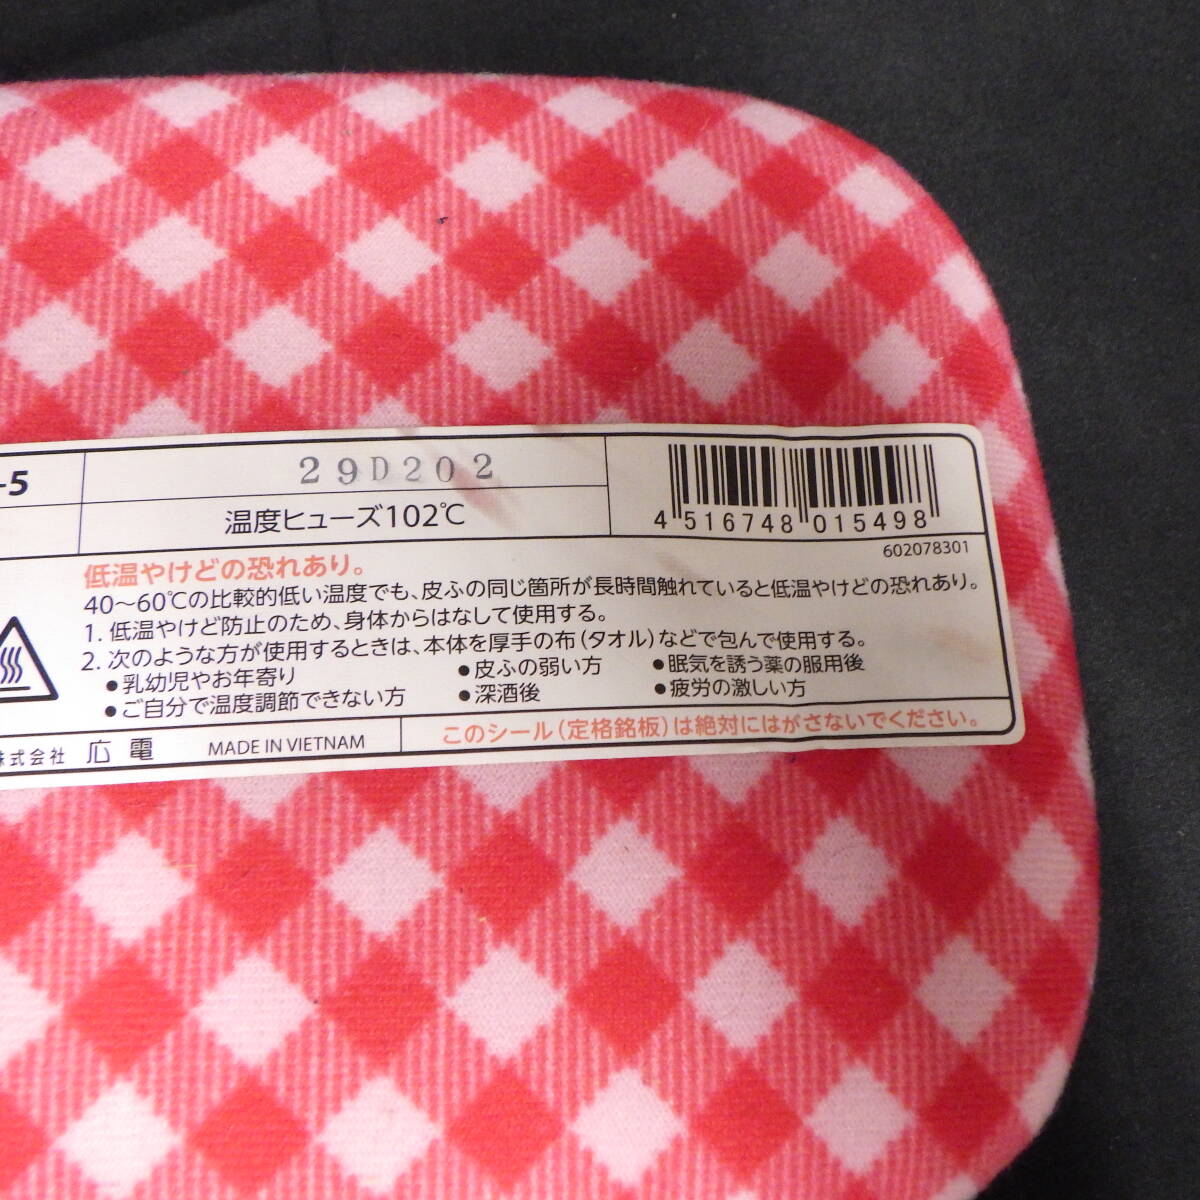 -5
29D202
温度ヒューズ102℃
4 516748 015498
602078301
低温やけどの恐れあり。
40～60℃の比較的低い温度でも、皮ふの同じ箇所が長時間触れていると低温やけどの恐れあり。
1. 低温やけど防止のため、身体からはなして使用する。
2. 次のような方が使用するときは、本体を厚手の布（タオル）などで包んで使用する。
●乳幼児やお年寄り ●皮ふの弱い方 ●眠気を誘う薬の服用後
●ご自分で温度調節できない方 ●深酒後 ●疲労の激しい方
株式会社 広電 MADE IN VIETNAM
このシール（定格銘板）は絶対にはがさないでください。